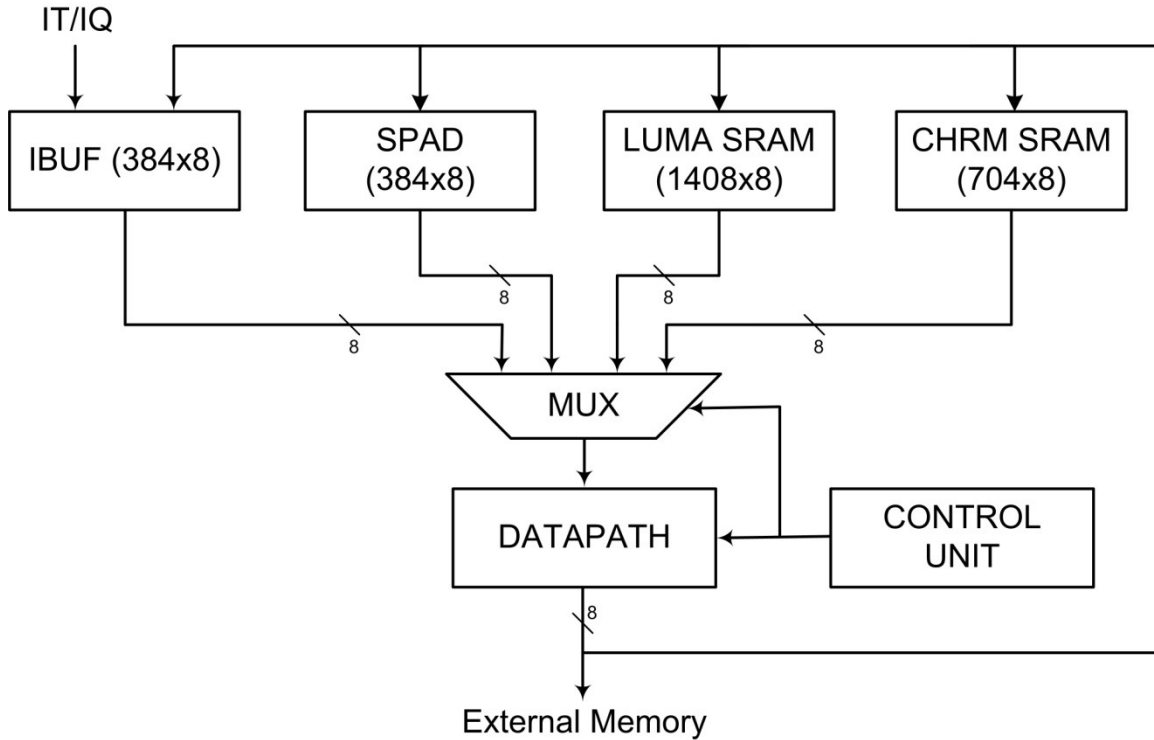 IT/IQ
IBUF (384x8)
SPAD
(384x8)
LUMA SRAM
(1408x8)
CHRM SRAM
(704x8)
8
8
8
8
MUX
DATAPATH
CONTROL
UNIT
8
External Memory